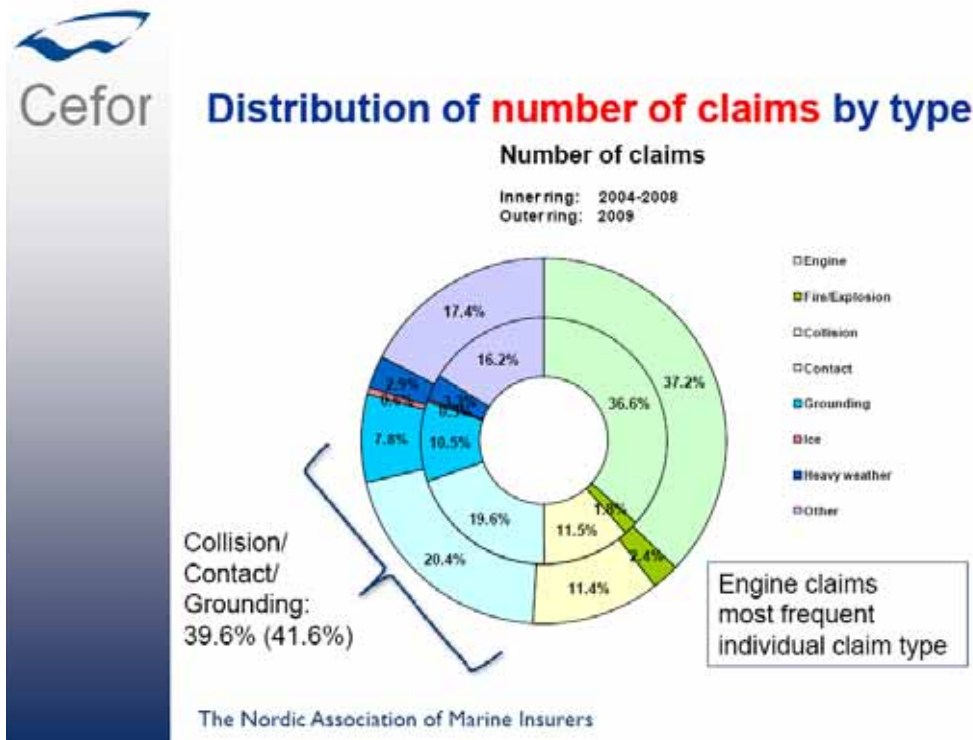 Cefor
Distribution of number of claims by type
Number of claims
Inner ring: 2004-2008
Outer ring: 2009
Engine
Fire/Explosion
Collision
Contact
Grounding
Ice
Heavy weather
Other
17.4%
16.2%
37.2%
36.6%
2.9%
7.8%
10.5%
1.8%
2.4%
19.6%
11.5%
20.4%
11.4%
Collision/
Contact/
Grounding:
39.6% (41.6%)
Engine claims
most frequent
individual claim type
The Nordic Association of Marine Insurers